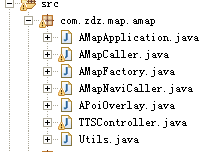 src
com.zdz.map.amap
AMapApplication.java
AMapCaller.java
AMapFactory.java
AMapNaviCaller.java
APoiOverlay.java
TTSController.java
Utils.java